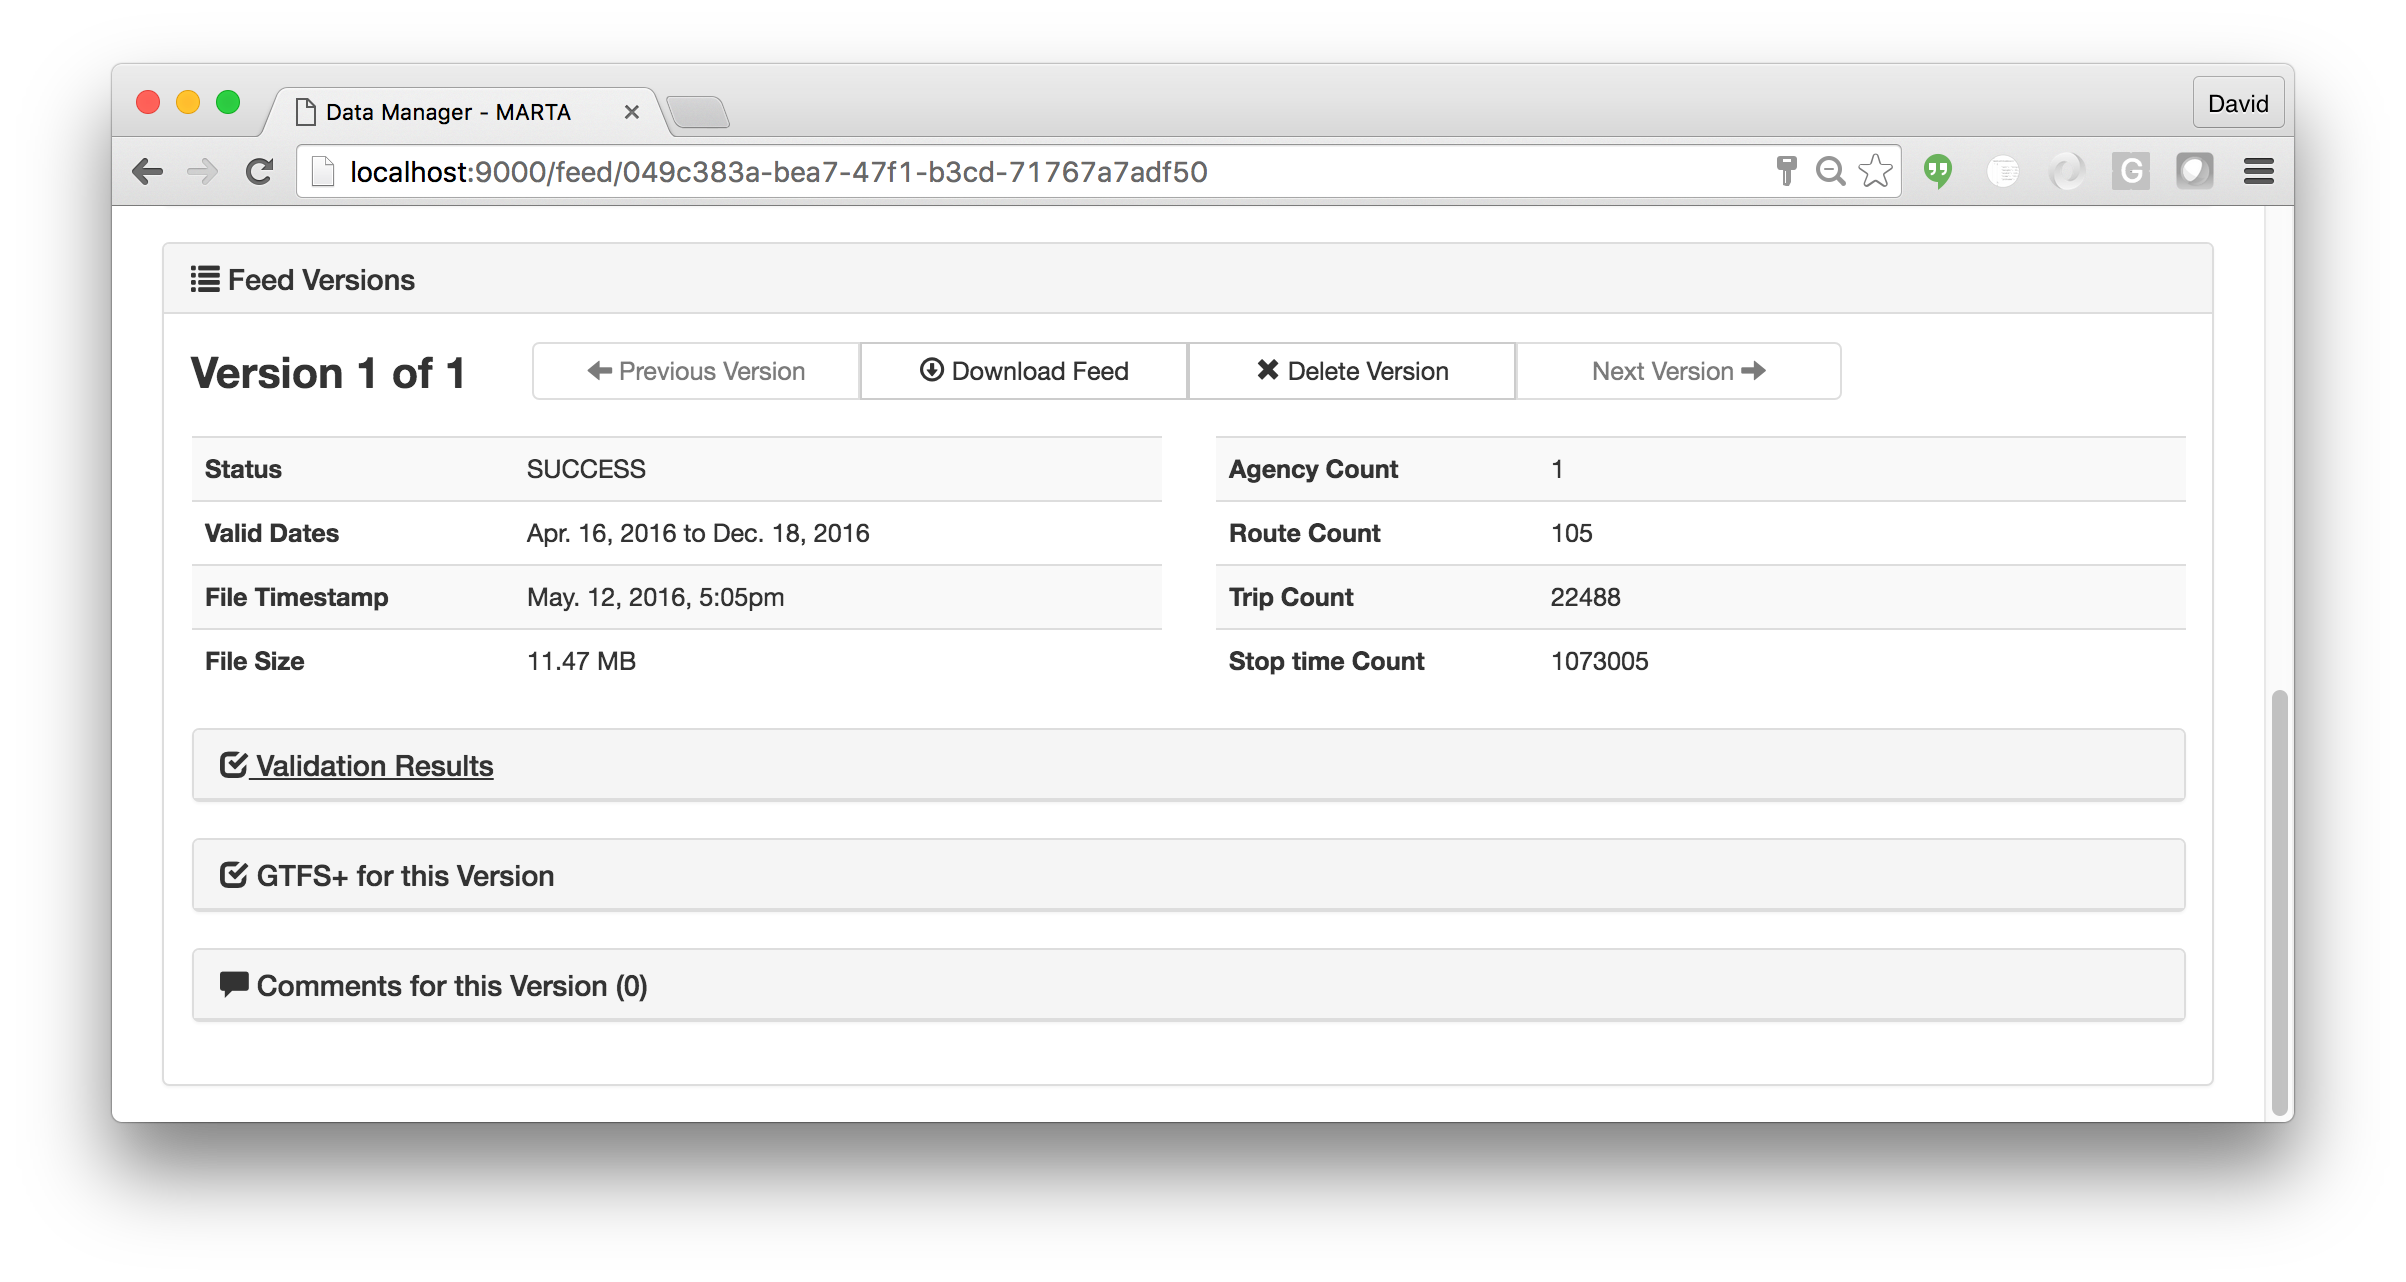 Data Manager - MARTA
David
localhost:9000/feed/049c383a-bea7-47f1-b3cd-71767a7adf50
G
Feed Versions
Version 1 of 1
Previous Version
Download Feed
Delete Version
Next Version
Status SUCCESS
Valid Dates Apr. 16, 2016 to Dec. 18, 2016
File Timestamp May. 12, 2016, 5:05pm
File Size 11.47 MB
Agency Count 1
Route Count 105
Trip Count 22488
Stop time Count 1073005
Validation Results
GTFS+ for this Version
Comments for this Version (0)